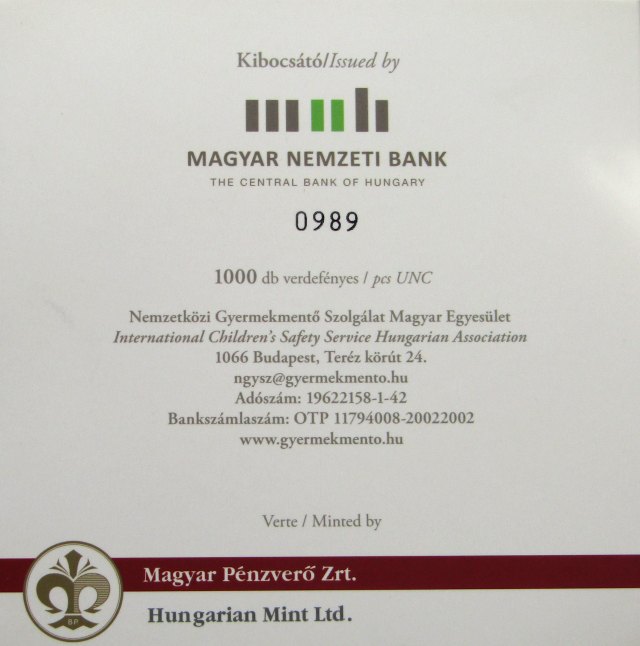 Kibocsátó/Issued by
MAGYAR NEMZETI BANK
THE CENTRAL BANK OF HUNGARY
0989
1000 db verdefényes / pcs UNC
Nemzetközi Gyermekmentő Szolgálat Magyar Egyesület
International Children's Safety Service Hungarian Association
1066 Budapest, Teréz körút 24.
ngysz@gyermekmento.hu
Adószám: 19622158-1-42
Bankszámlaszám: OTP 11794008-20022002
www.gyermekmento.hu
Verte / Minted by
Magyar Pénzverő Zrt.
BP
Hungarian Mint Ltd.